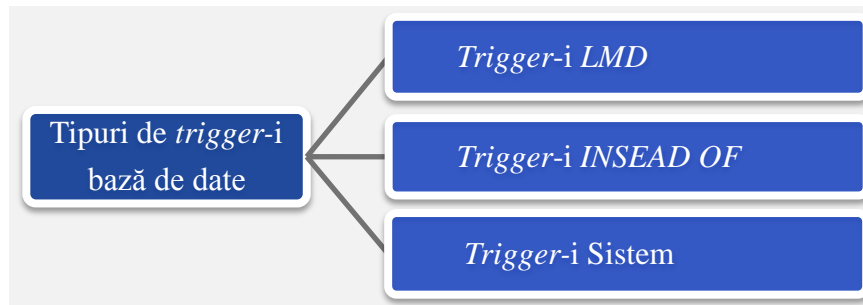 Tipuri de trigger-i
bază de date
Trigger-i LMD
Trigger-i INSEAD OF
Trigger-i Sistem